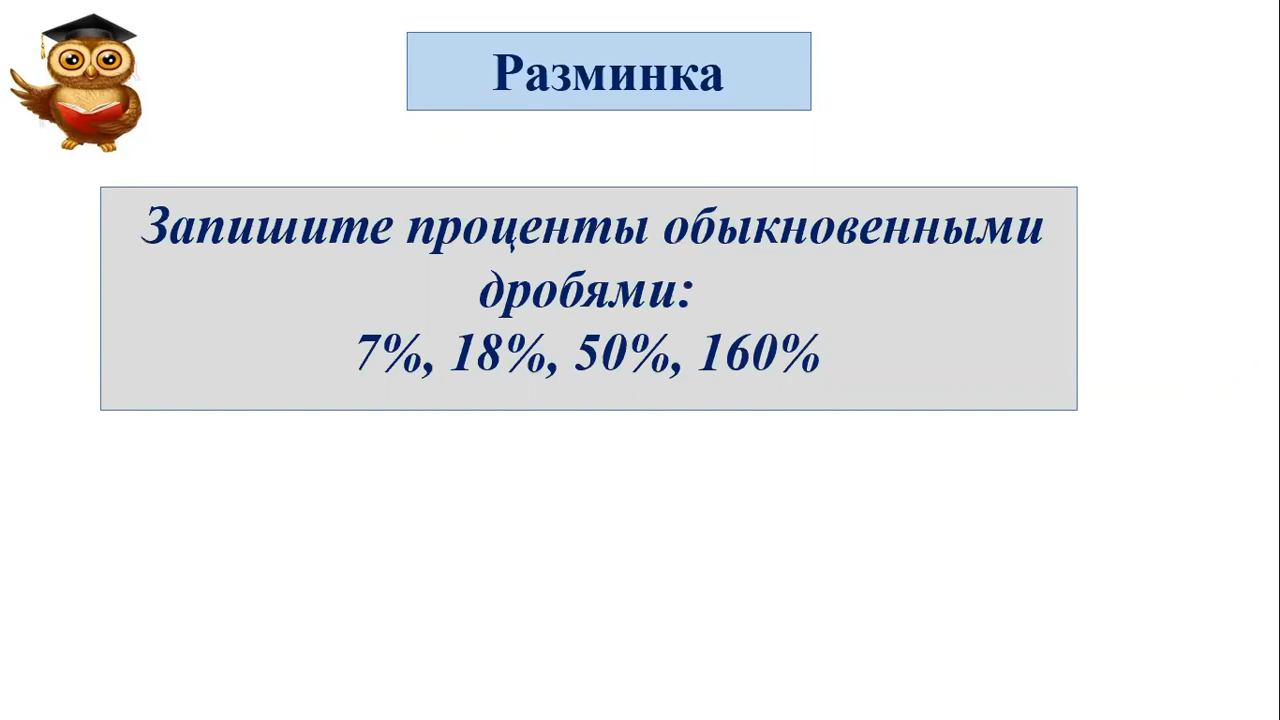 Разминка
Запишите проценты обыкновенными
дробями:
7%, 18%, 50%, 160%